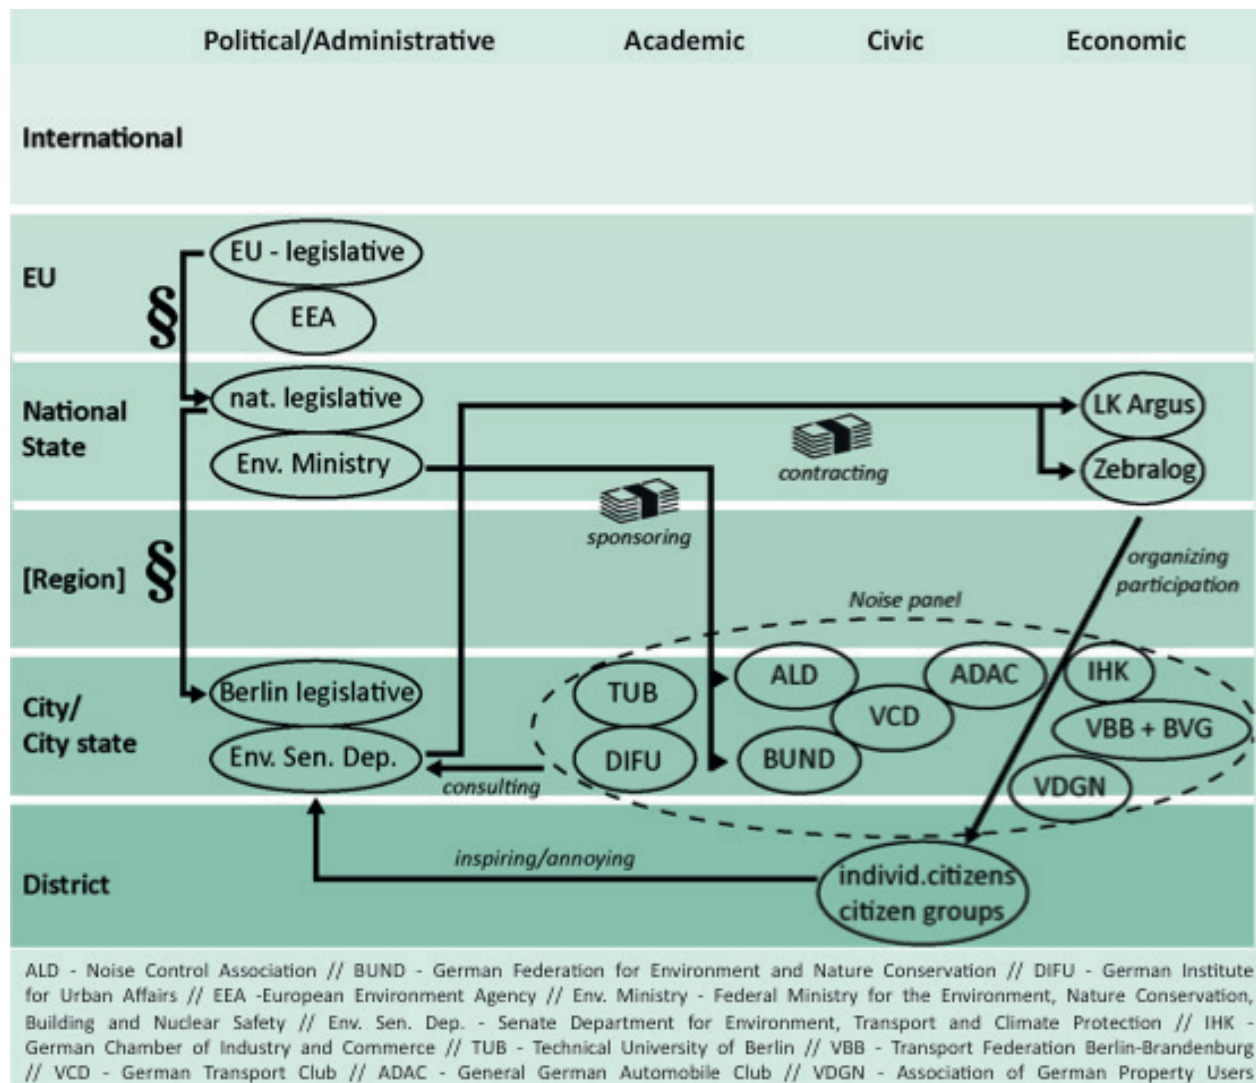 Political/Administrative Academic Civic Economic
International
EU
EU - legislative
§
EEA
National
State
nat. legislative
Env. Ministry
LK Argus
Zebralog
contracting
sponsoring
[Region]
§
organizing
participation
Noise panel
City/
City state
Berlin legislative
Env. Sen. Dep.
TUB
DIFU
ALD
BUND
VCD
ADAC
IHK
VBB + BVG
VDGN
consulting
District
inspiring/annoying
individ.citizens
citizen groups
ALD - Noise Control Association // BUND - German Federation for Environment and Nature Conservation // DIFU - German Institute
for Urban Affairs // EEA -European Environment Agency // Env. Ministry - Federal Ministry for the Environment, Nature Conservation,
Building and Nuclear Safety // Env. Sen. Dep. - Senate Department for Environment, Transport and Climate Protection // IHK -
German Chamber of Industry and Commerce // TUB - Technical University of Berlin // VBB - Transport Federation Berlin-Brandenburg
// VCD - German Transport Club // ADAC - General German Automobile Club // VDGN - Association of German Property Users